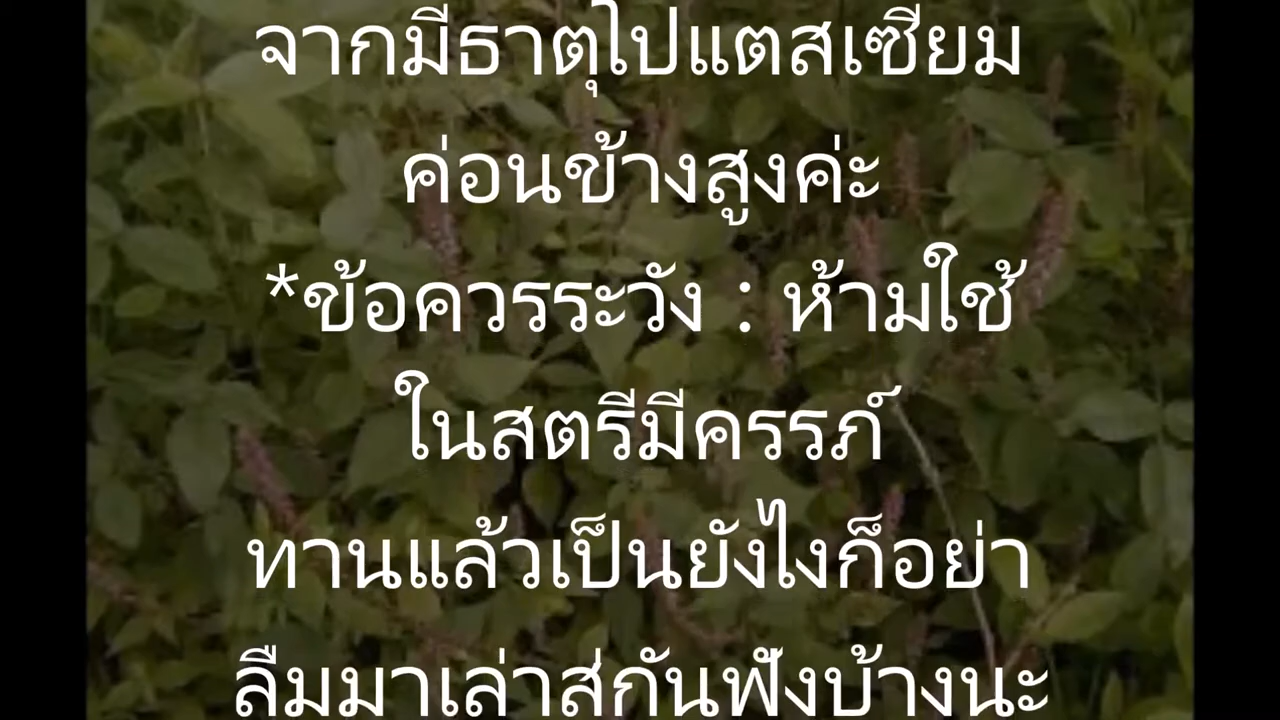 จากมีธาตุโปแตสเซียม
ค่อนข้างสูงค่ะ
*ข้อควรระวัง : ห้ามใช้
ในสตรีมีครรภ์
ทานแล้วเป็นยังไงก็อย่า
ลืมมาเล่าส่กันฟังบ้างนะ